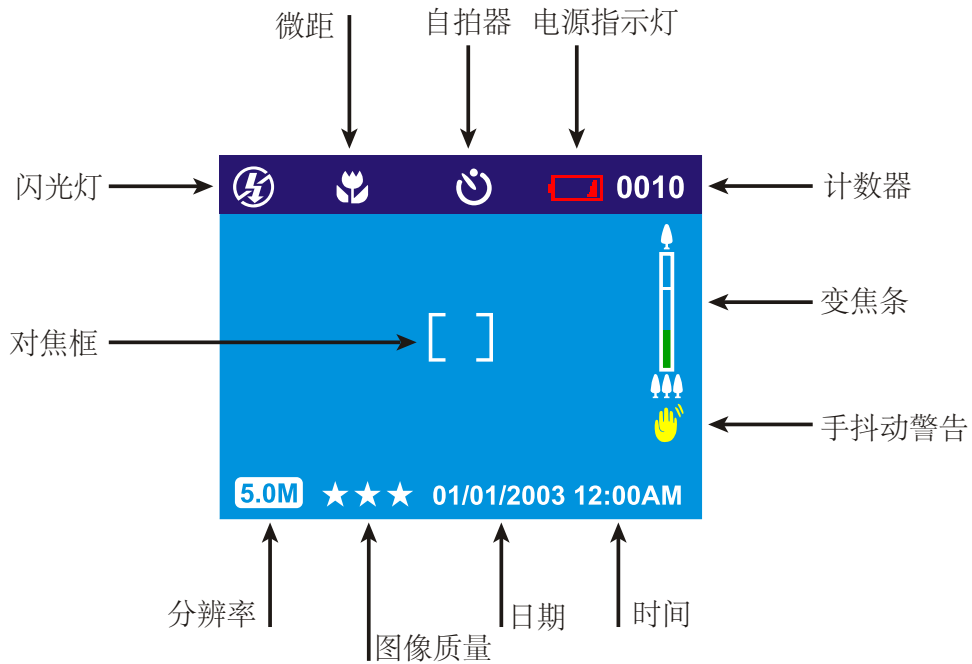 微距
自拍器
电源指示灯
闪光灯
0010
计数器
变焦条
对焦框
手抖动警告
5.0M
01/01/2003 12:00AM
分辨率
图像质量
日期
时间